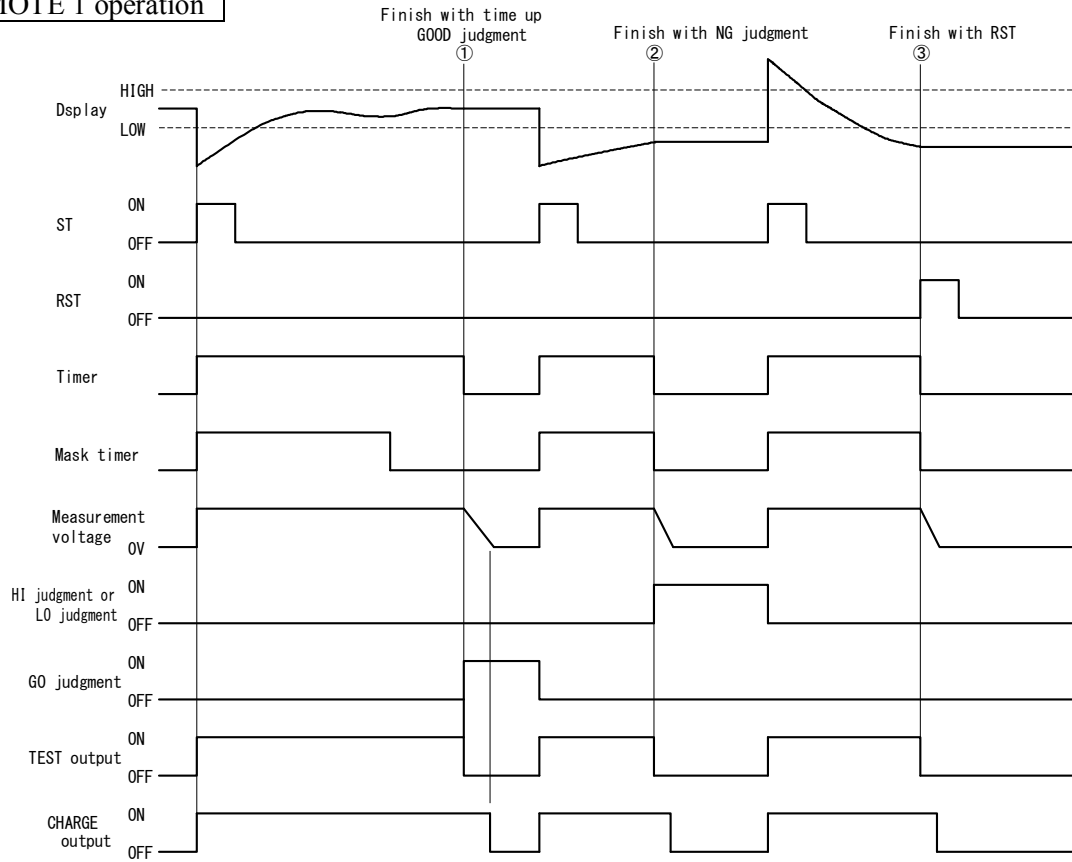 MOTE 1 operation
Finish with time up
GOOD judgment
①
Finish with NG judgment
②
Finish with RST
③
HIGH
Dsplay
LOW
ON
ST
OFF
ON
RST
OFF
Timer
Mask timer
Measurement
voltage
0V
ON
HI judgment or
LO judgment
OFF
ON
GO judgment
OFF
ON
TEST output
OFF
ON
CHARGE
output
OFF